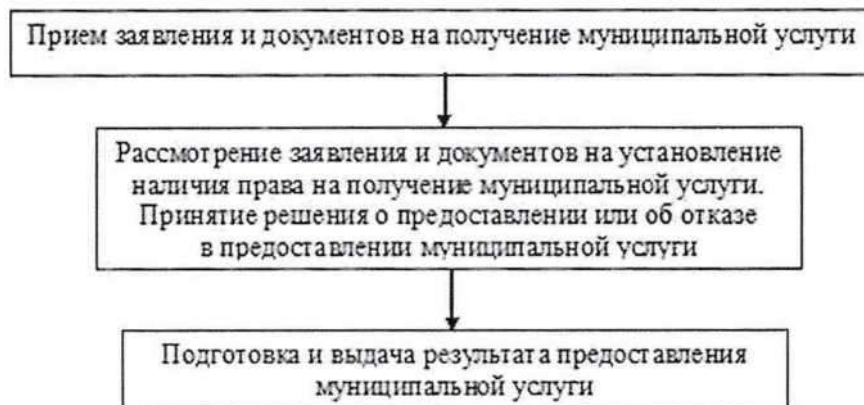 Прием заявления и документов на получение муниципальной услуги
Рассмотрение заявления и документов на установление
наличия права на получение муниципальной услуги.
Принятие решения о предоставлении или об отказе
в предоставлении муниципальной услуги
Подготовка и выдача результата предоставления
муниципальной услуги